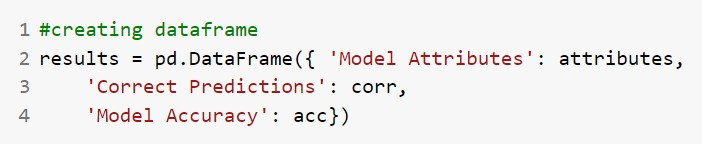 1 #creating dataframe
2 results = pd.DataFrame({ 'Model Attributes': attributes,
3     'Correct Predictions': corr,
4     'Model Accuracy': acc})